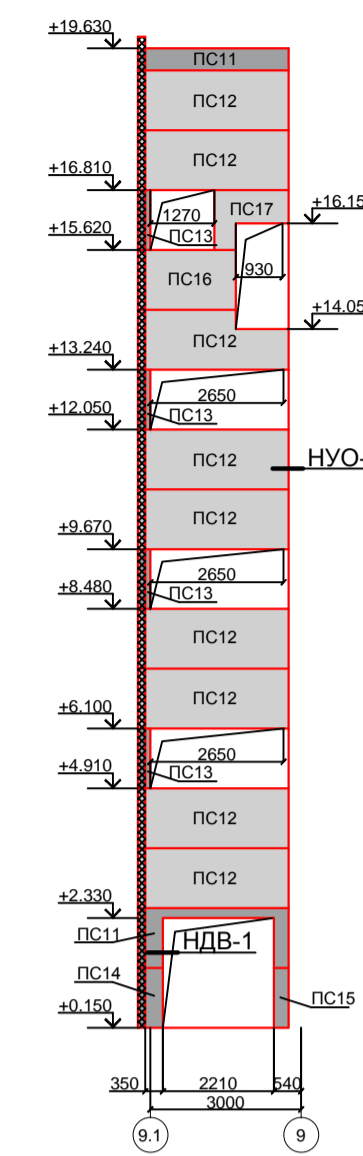 +19.630
ПС11
ПС12
ПС12
+16.810
+16.15
1270
ПС17
+15.620
ПС13
930
ПС16
+14.05
ПС12
+13.240
2650
+12.050
ПС13
ПС12
НУО-
ПС12
+9.670
2650
+8.480
ПС13
ПС12
ПС12
+6.100
2650
+4.910
ПС13
ПС12
ПС12
+2.330
ПС11
НДВ-1
ПС14
ПС15
+0.150
350
2210
540
3000
9.1
9